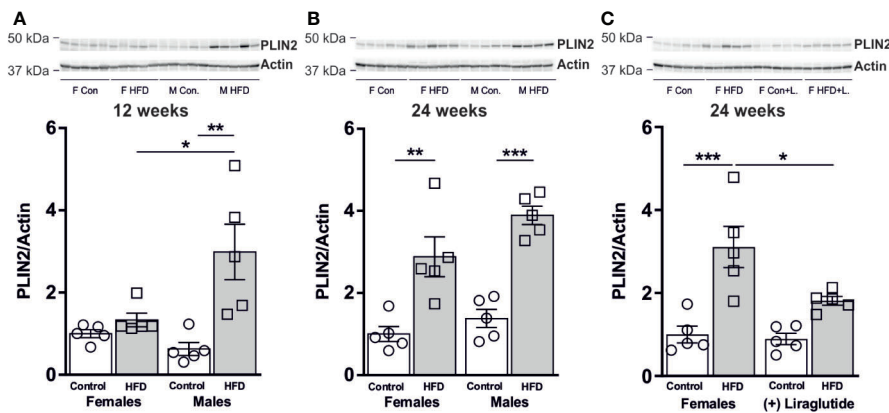 A
50 kDa
PLIN2
Actin
37 kDa
F Con F HFD M Con. M HFD
12 weeks
**
*
PLIN2/Actin
6
4
2
0
Control HFD Control HFD
Females Males
B
50 kDa
PLIN2
Actin
37 kDa
F Con F HFD M Con. M HFD
24 weeks
** ***
PLIN2/Actin
6
4
2
0
Control HFD Control HFD
Females Males
C
50 kDa
PLIN2
Actin
37 kDa
F Con F HFD F Con+L. F HFD+L.
24 weeks
*** *
PLIN2/Actin
6
4
2
0
Control HFD Control HFD
Females (+) Liraglutide